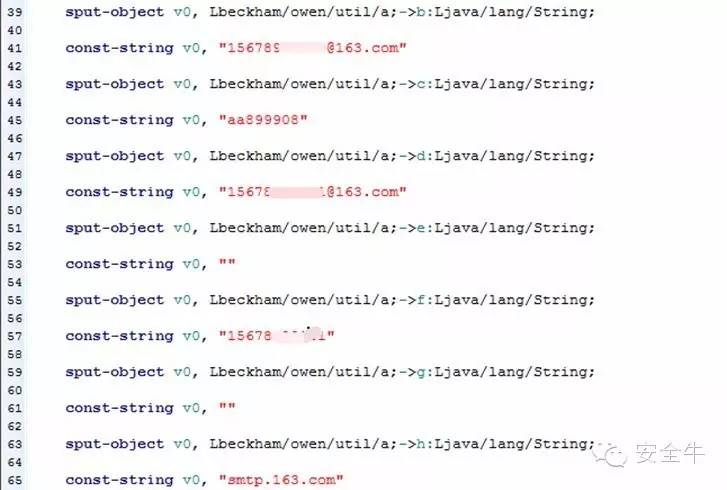 39 sput-object v0, Lbeckham/owen/util/a;->b:Ljava/lang/String;
40
41 const-string v0, "156789 @163.com"
42
43 sput-object v0, Lbeckham/owen/util/a;->c:Ljava/lang/String;
44
45 const-string v0, "aa899908"
46
47 sput-object v0, Lbeckham/owen/util/a;->d:Ljava/lang/String;
48
49 const-string v0, "15678 1@163.com"
50
51 sput-object v0, Lbeckham/owen/util/a;->e:Ljava/lang/String;
52
53 const-string v0, ""
54
55 sput-object v0, Lbeckham/owen/util/a;->f:Ljava/lang/String;
56
57 const-string v0, "15678 "
58
59 sput-object v0, Lbeckham/owen/util/a;->g:Ljava/lang/String;
60
61 const-string v0, ""
62
63 sput-object v0, Lbeckham/owen/util/a;->h:Ljava/lang/String;
64
65 const-string v0, "smtp.163.com"
安全牛